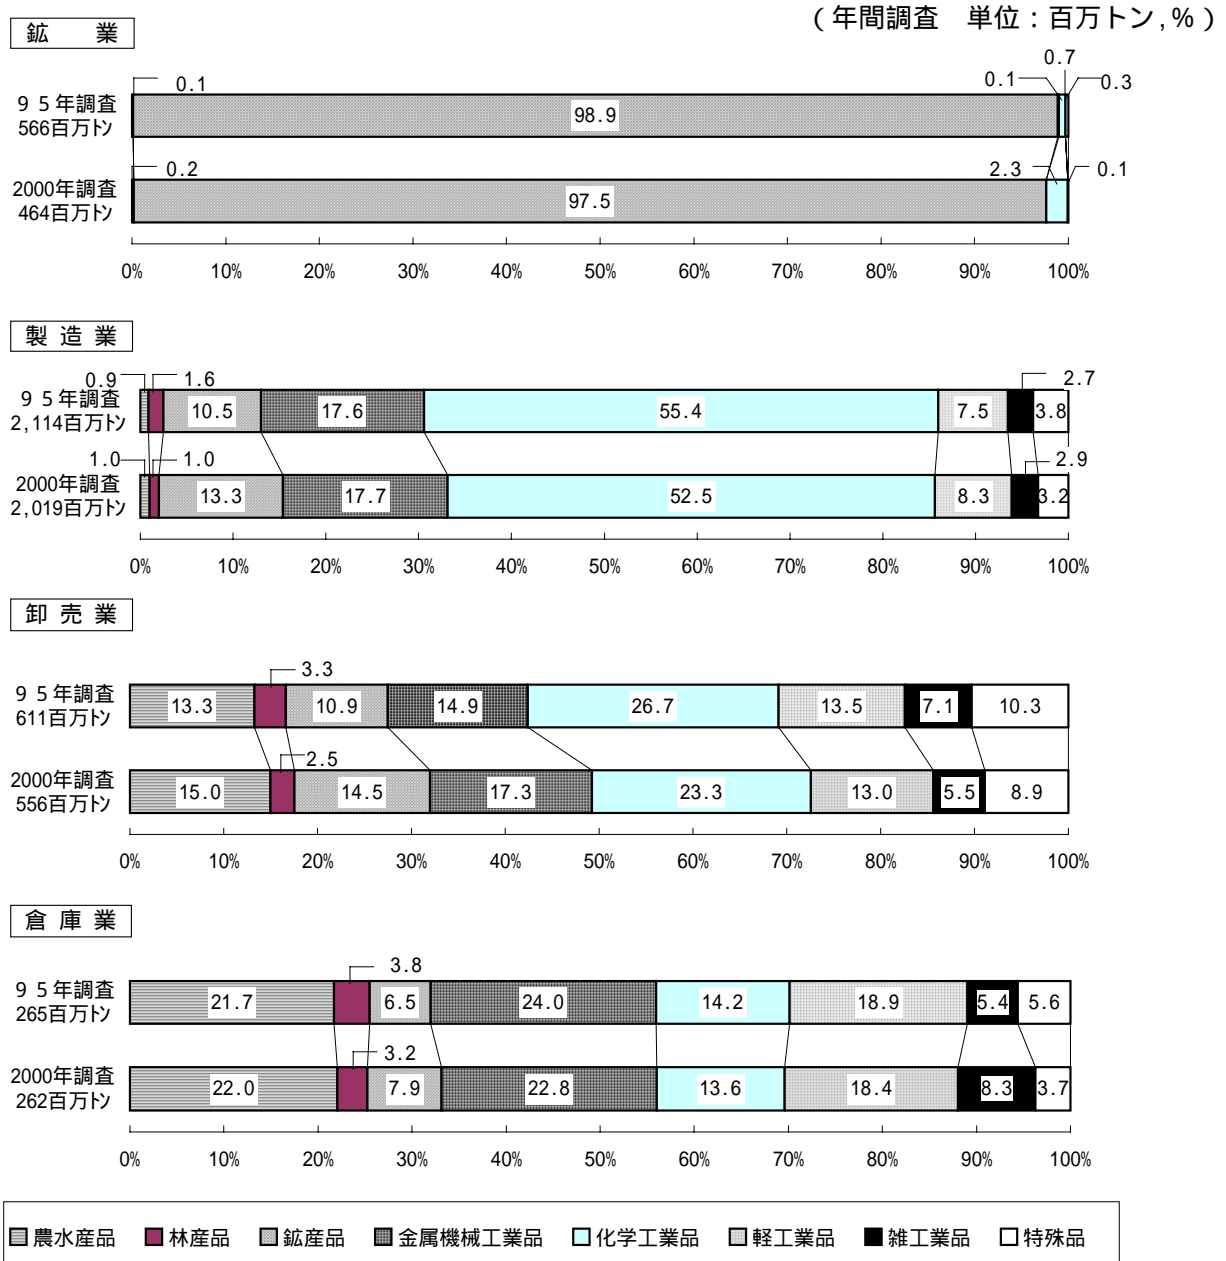 (年間調査 単位:百万トン,%)
鉱 業
0.7
0.1
0.1
0.3
95年調査
566百万トン
98.9
0.2
2.3
0.1
2000年調査
464百万トン
97.5
0% 10% 20% 30% 40% 50% 60% 70% 80% 90% 100%
製造業
0.9 1.6 2.7
95年調査
2,114百万トン
10.5 17.6 55.4 7.5 3.8
1.0 1.0 2.9
2000年調査
2,019百万トン
13.3 17.7 52.5 8.3 3.2
0% 10% 20% 30% 40% 50% 60% 70% 80% 90% 100%
卸売業
3.3
95年調査
611百万トン
13.3 10.9 14.9 26.7 13.5 7.1 10.3
2.5
2000年調査
556百万トン
15.0 14.5 17.3 23.3 13.0 5.5 8.9
0% 10% 20% 30% 40% 50% 60% 70% 80% 90% 100%
倉庫業
3.8
95年調査
265百万トン
21.7 6.5 24.0 14.2 18.9 5.4 5.6
3.2
2000年調査
262百万トン
22.0 7.9 22.8 13.6 18.4 8.3 3.7
0% 10% 20% 30% 40% 50% 60% 70% 80% 90% 100%
農水産品 林産品 鉱産品 金属機械工業品 化学工業品 軽工業品 雑工業品 特殊品